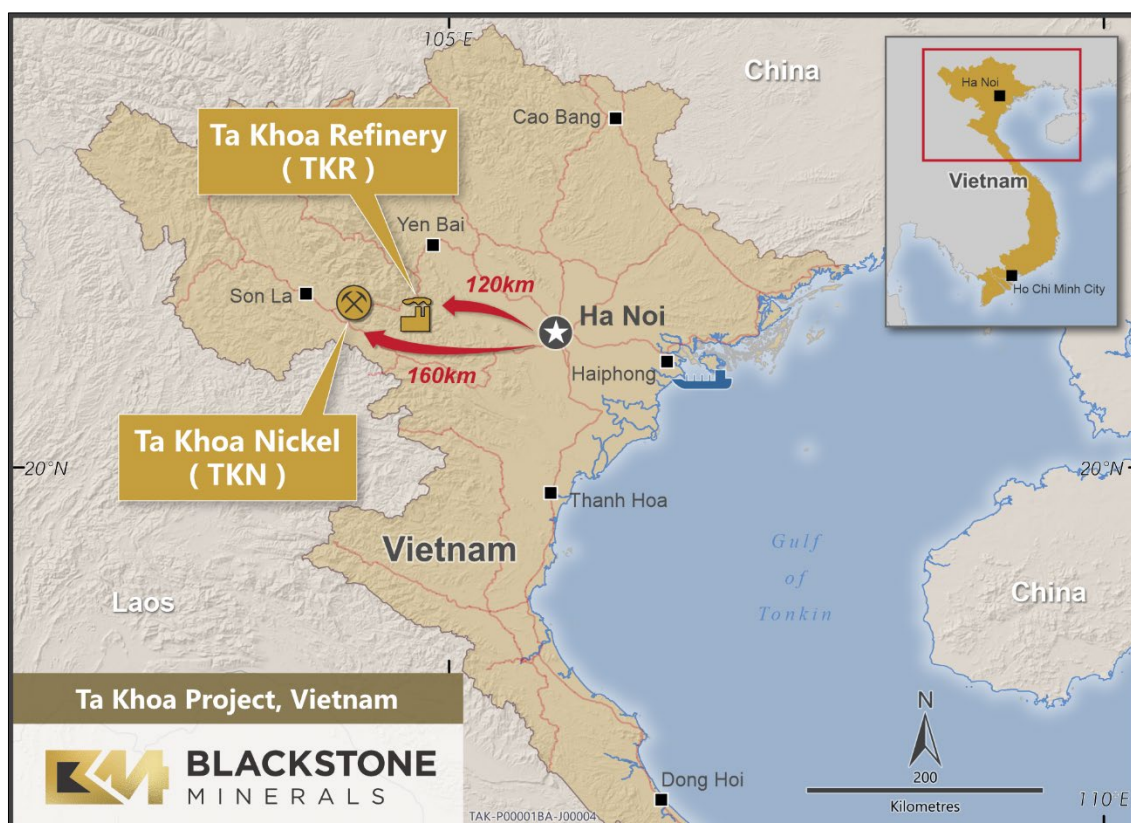 105°E
China
Cao Bang
Ha Noi
Vietnam
Ho Chi Minh City
Ta Khoa Refinery
( TKR )
Yen Bai
Son La
120km
Ha Noi
160km
Haiphong
Ta Khoa Nickel
( TKN )
20°N
20°N
Thanh Hoa
Vietnam
Gulf
of
Tonkin
Laos
China
Ta Khoa Project, Vietnam
BLACKSTONE
MINERALS
TAK-P00001BA-J00004
Dong Hoi
N
200
Kilometres
110°E